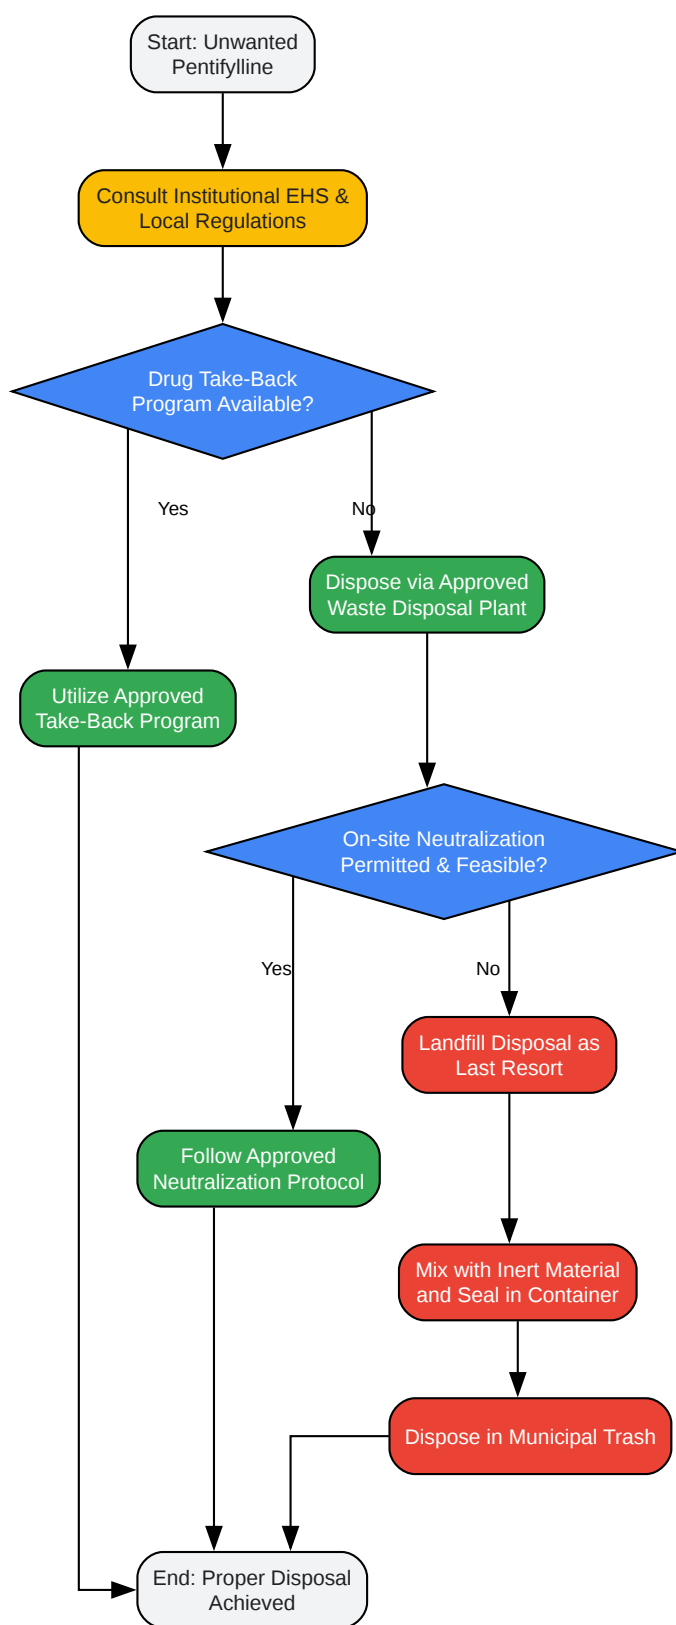 Start: Unwanted
Pentifylline
Consult Institutional EHS &
Local Regulations
Drug Take-Back
Program Available?
Yes
No
Dispose via Approved
Waste Disposal Plant
Utilize Approved
Take-Back Program
On-site Neutralization
Permitted & Feasible?
Yes
No
Landfill Disposal as
Last Resort
Follow Approved
Neutralization Protocol
Mix with Inert Material
and Seal in Container
Dispose in Municipal Trash
End: Proper Disposal
Achieved